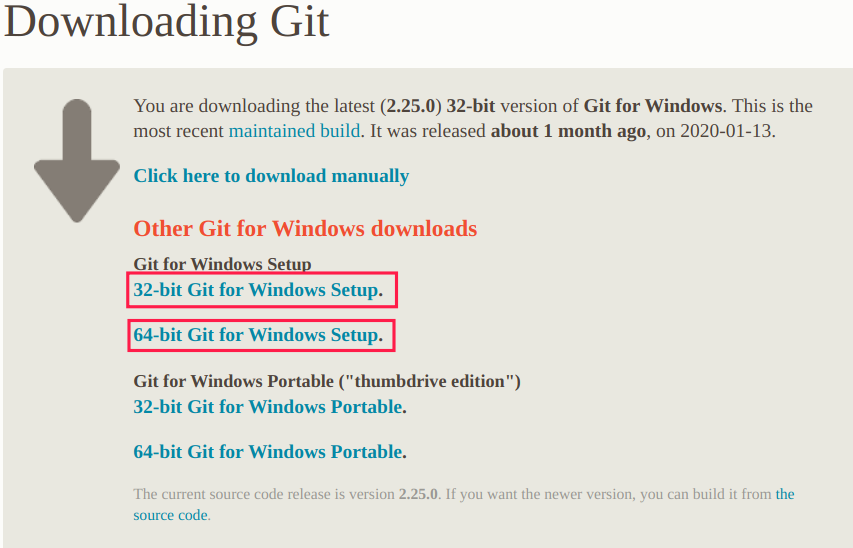 Downloading Git
You are downloading the latest (2.25.0) 32-bit version of Git for Windows. This is the
most recent maintained build. It was released about 1 month ago, on 2020-01-13.
Click here to download manually
Other Git for Windows downloads
Git for Windows Setup
32-bit Git for Windows Setup.
64-bit Git for Windows Setup.
Git for Windows Portable ("thumbdrive edition")
32-bit Git for Windows Portable.
64-bit Git for Windows Portable.
The current source code release is version 2.25.0. If you want the newer version, you can build it from the
source code.